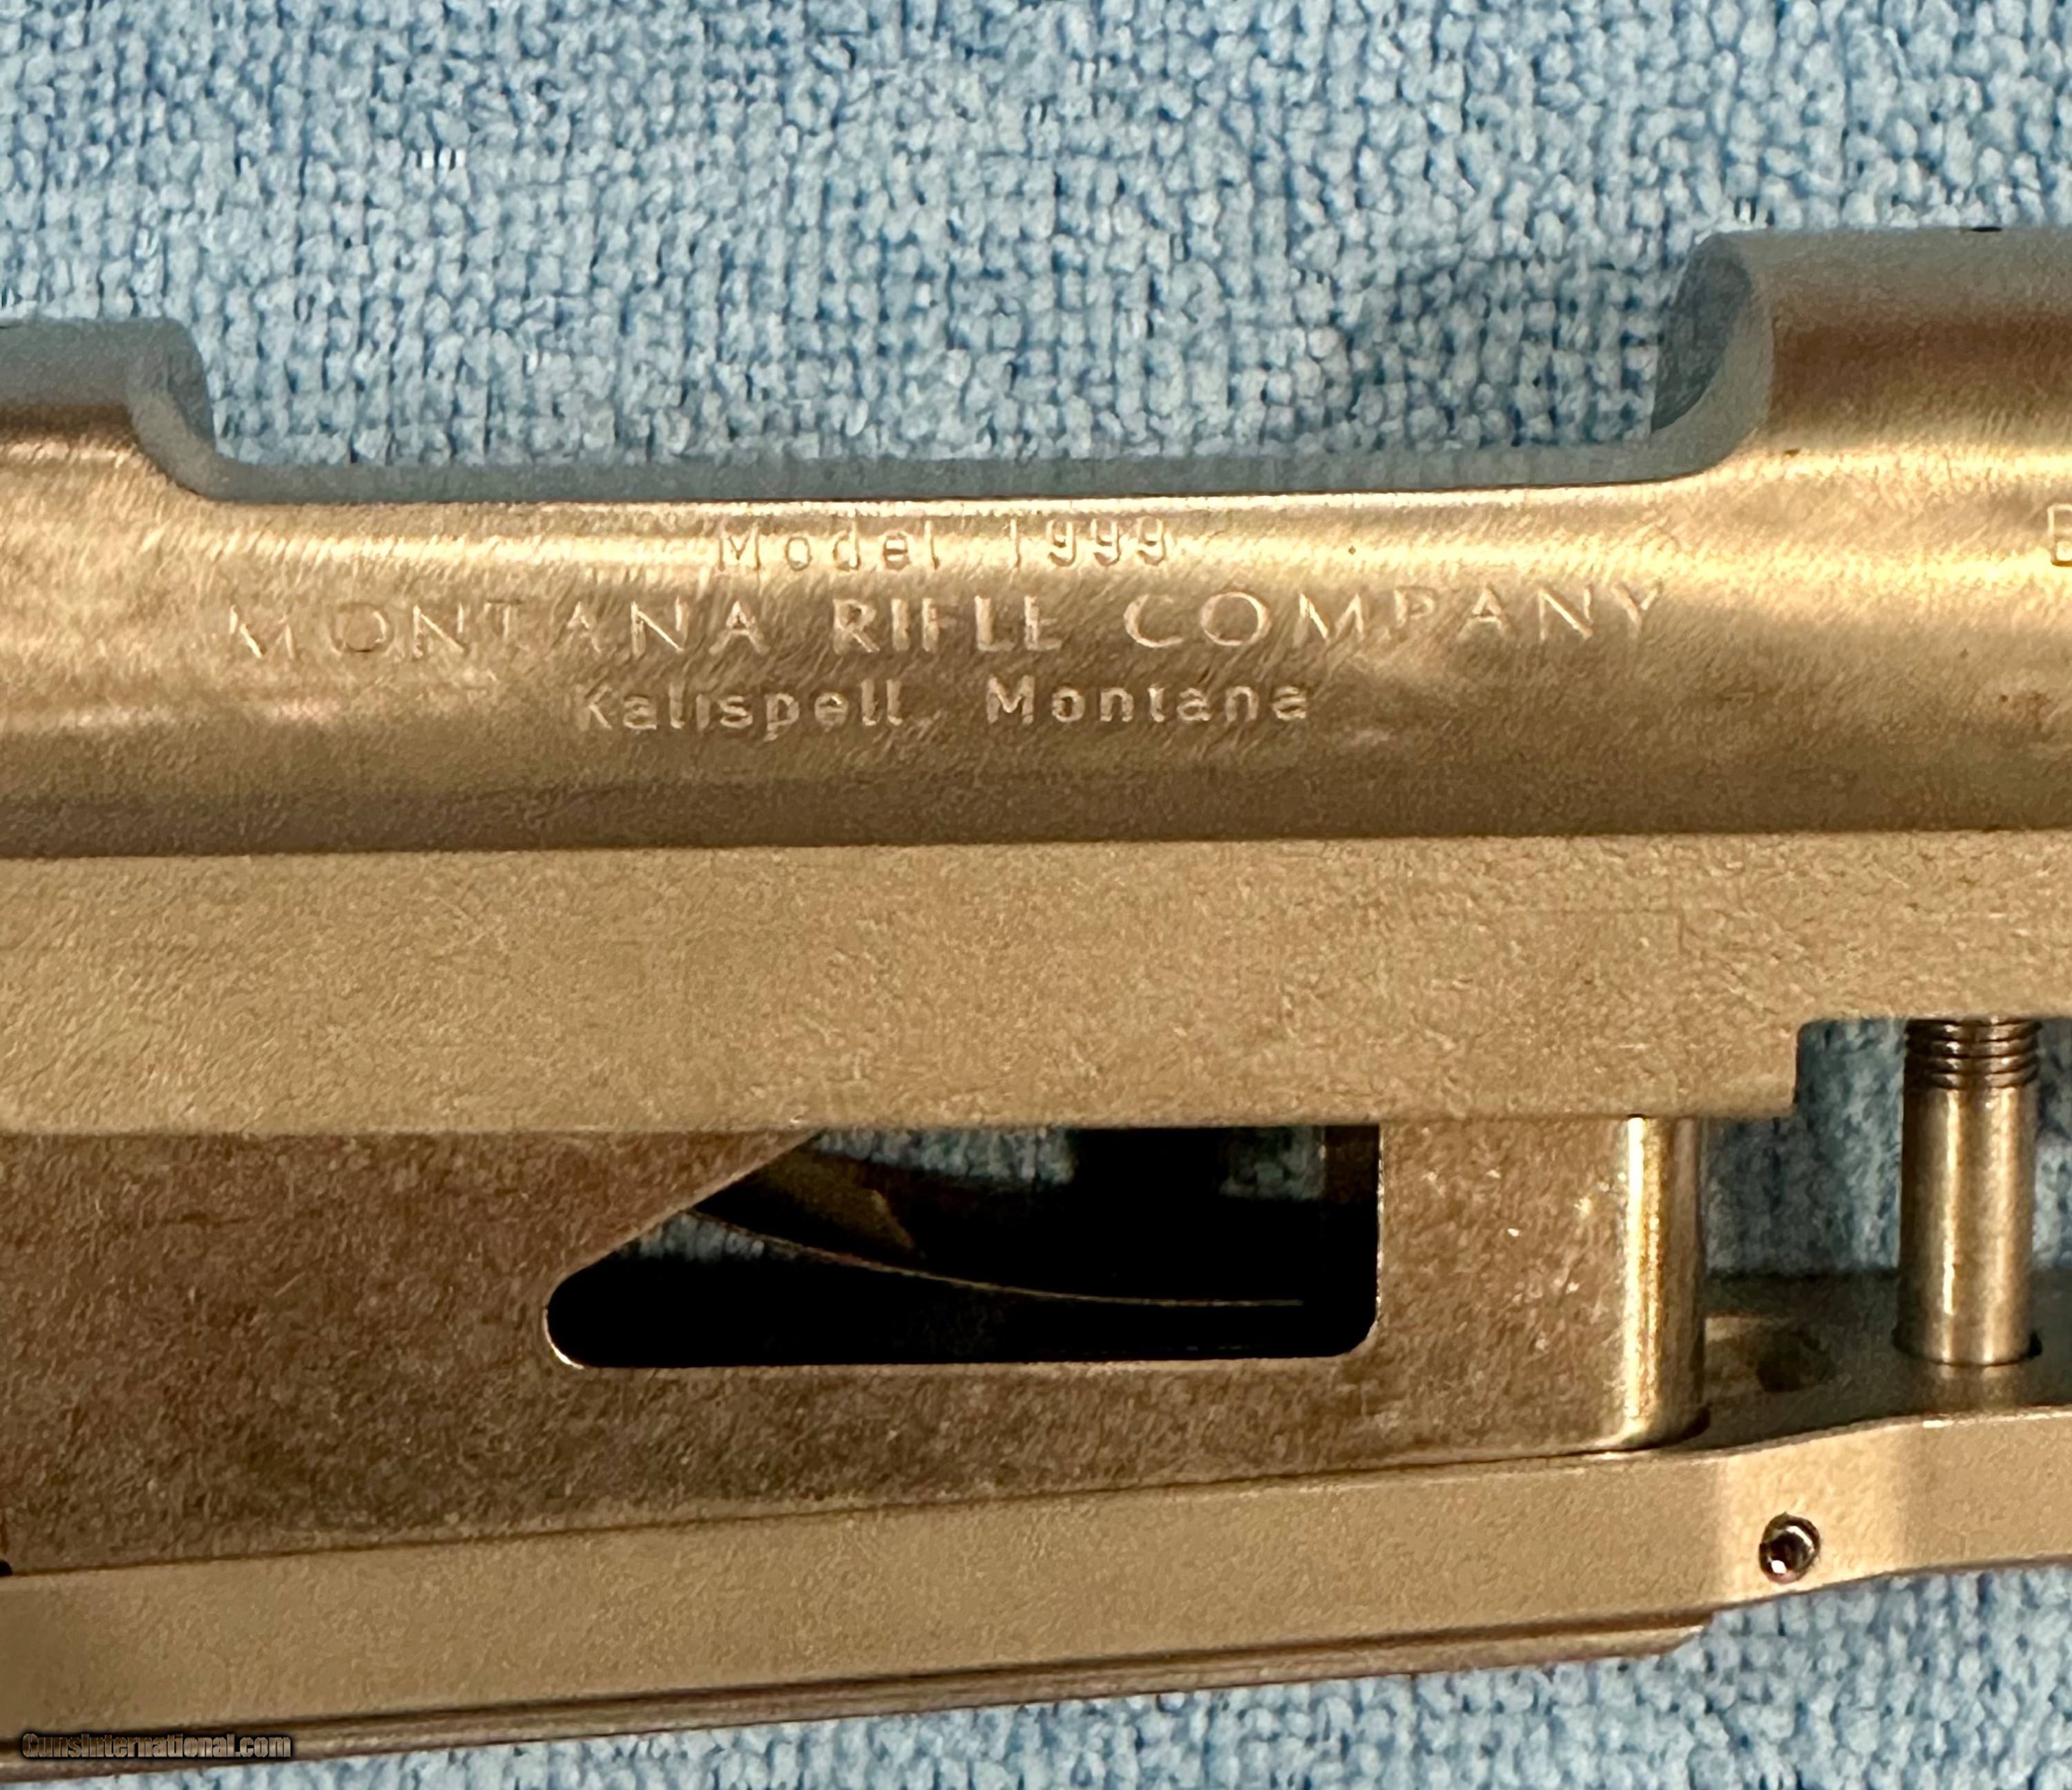 Model 1999
MONTANA RIFLE COMPANY
Kalispell, Montana
GunsInternational.com